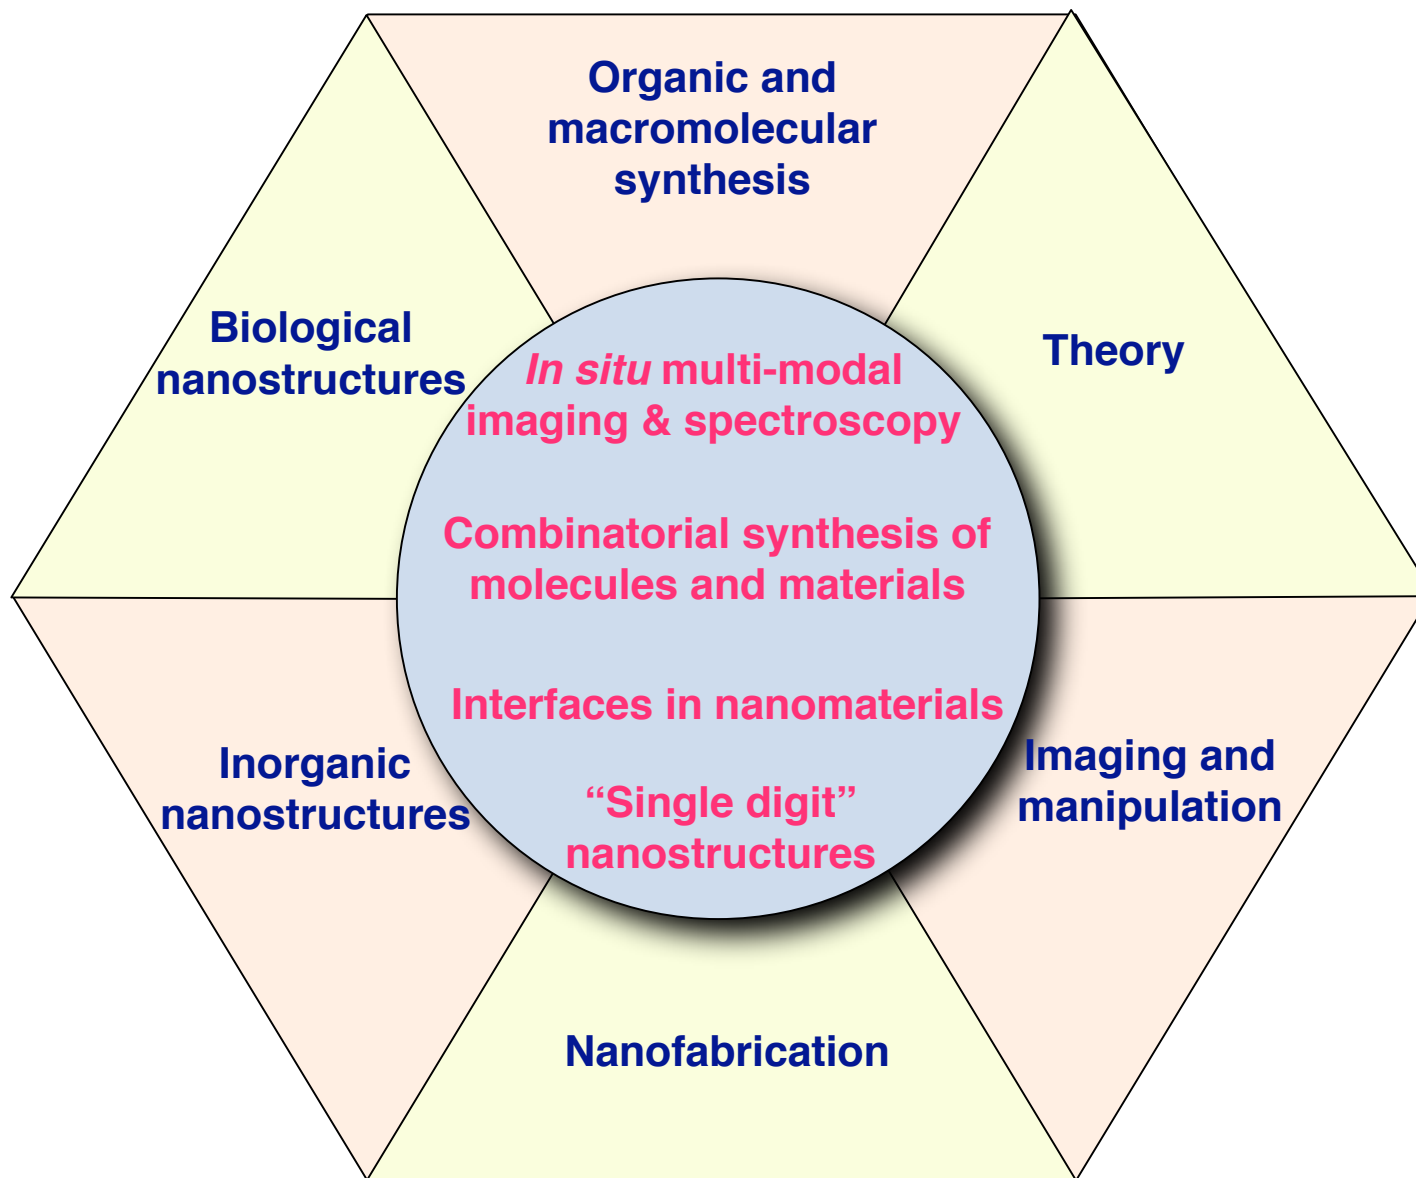 Organic and
macromolecular
synthesis
Biological
nanostructures
Theory
In situ multi-modal
imaging & spectroscopy
Combinatorial synthesis of
molecules and materials
Interfaces in nanomaterials
“Single digit”
nanostructures
Inorganic
nanostructures
Imaging and
manipulation
Nanofabrication